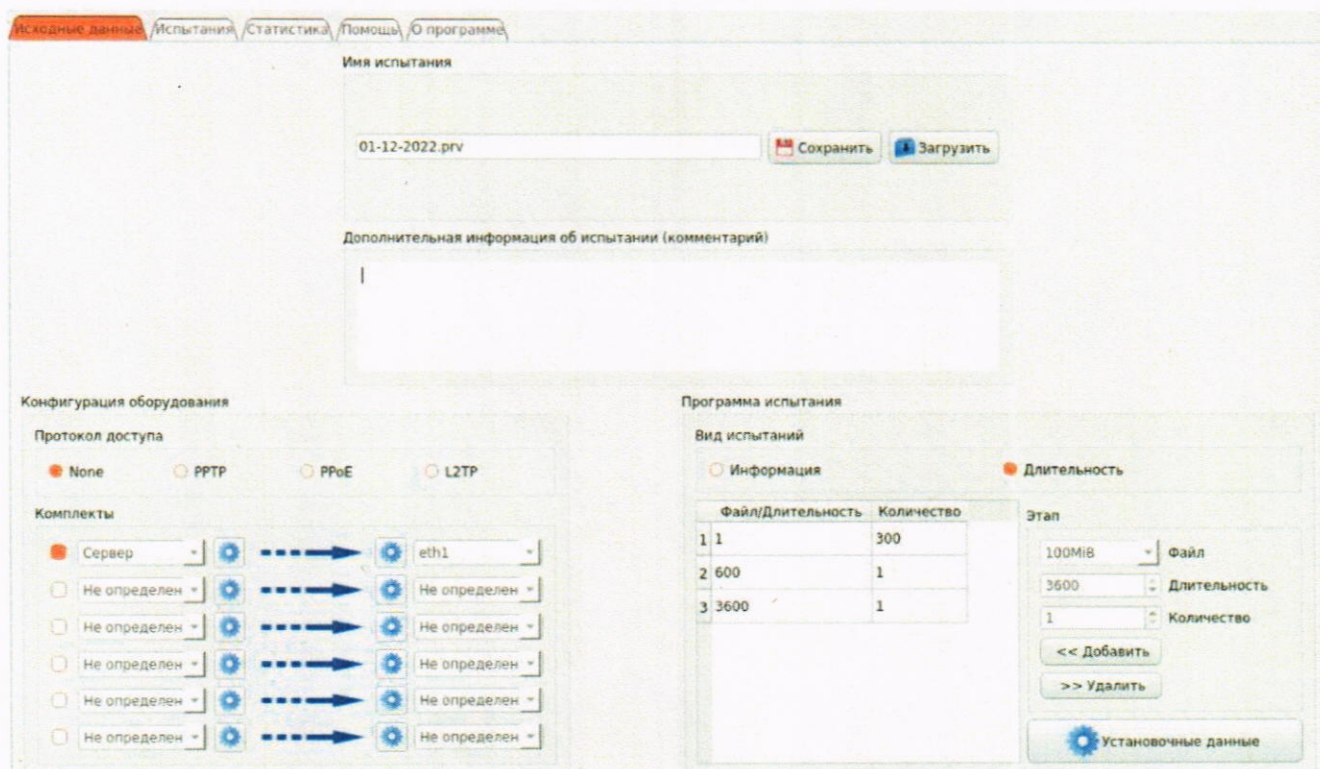 Исходные данные Испытания Статистика Помощь О программе
Имя испытания
01-12-2022.prv Сохранить Загрузить
Дополнительная информация об испытании (комментарий)
Конфигурация оборудования
Протокол доступа
None PPTP PPoE L2TP
Комплекты
Сервер eth1
Не определен Не определен
Не определен Не определен
Не определен Не определен
Не определен Не определен
Не определен Не определен
Программа испытания
Вид испытаний
Информация Длительность
Файл/Длительность Количество
1 1 300
2 600 1
3 3600 1
Этап
100MiB Файл
3600 Длительность
1 Количество
<< Добавить
>> Удалить
Установочные данные